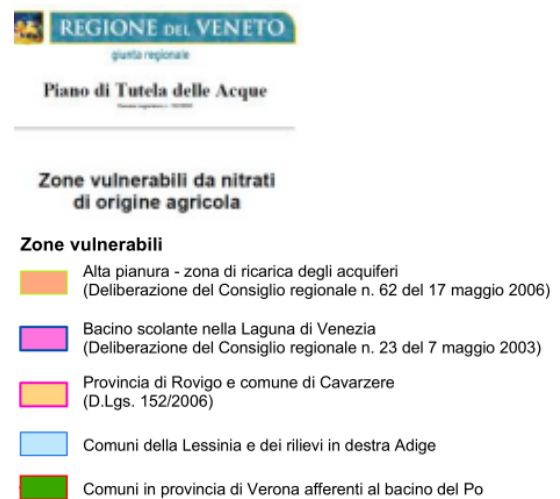 REGIONE DEL VENETO
giunta regionale
Piano di Tutela delle Acque
Zone vulnerabili da nitrati
di origine agricola
Zone vulnerabili
Alta pianura - zona di ricarica degli acquiferi
(Deliberazione del Consiglio regionale n. 62 del 17 maggio 2006)
Bacino scolante nella Laguna di Venezia
(Deliberazione del Consiglio regionale n. 23 del 7 maggio 2003)
Provincia di Rovigo e comune di Cavarzere
(D.Lgs. 152/2006)
Comuni della Lessinia e dei rilievi in destra Adige
Comuni in provincia di Verona afferenti al bacino del Po